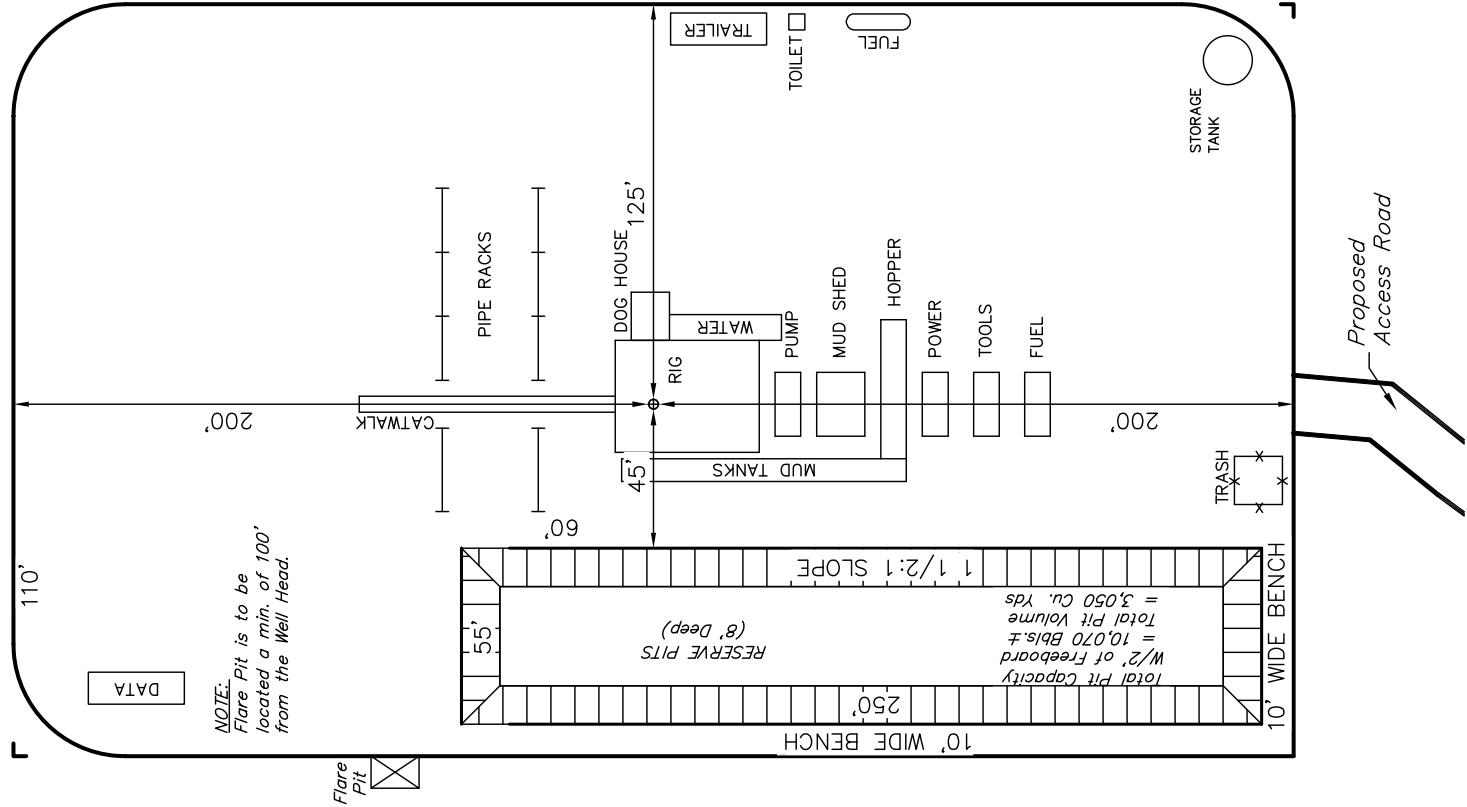 TRAILER
TOILET
FUEL
STORAGE
TANK
110'
200'
125'
PIPE RACKS
DOG HOUSE
WATER
RIG
CATWALK
PUMP
MUD SHED
HOPPER
POWER
TOOLS
FUEL
200'
Proposed
Access Road
45'
MUD TANKS
TRASH
60'
DATA
NOTE:
Flare Pit is to be
located a min. of 100'
from the Well Head.
1 1/2:1 SLOPE
55'
RESERVE PITS
(8' Deep)
Total Pit Capacity
W/2' of Freeboard
= 10,070 Bbls.±
Total Pit Volume
= 3,050 Cu. Yds
250'
10' WIDE BENCH
10' WIDE BENCH
Flare
Pit